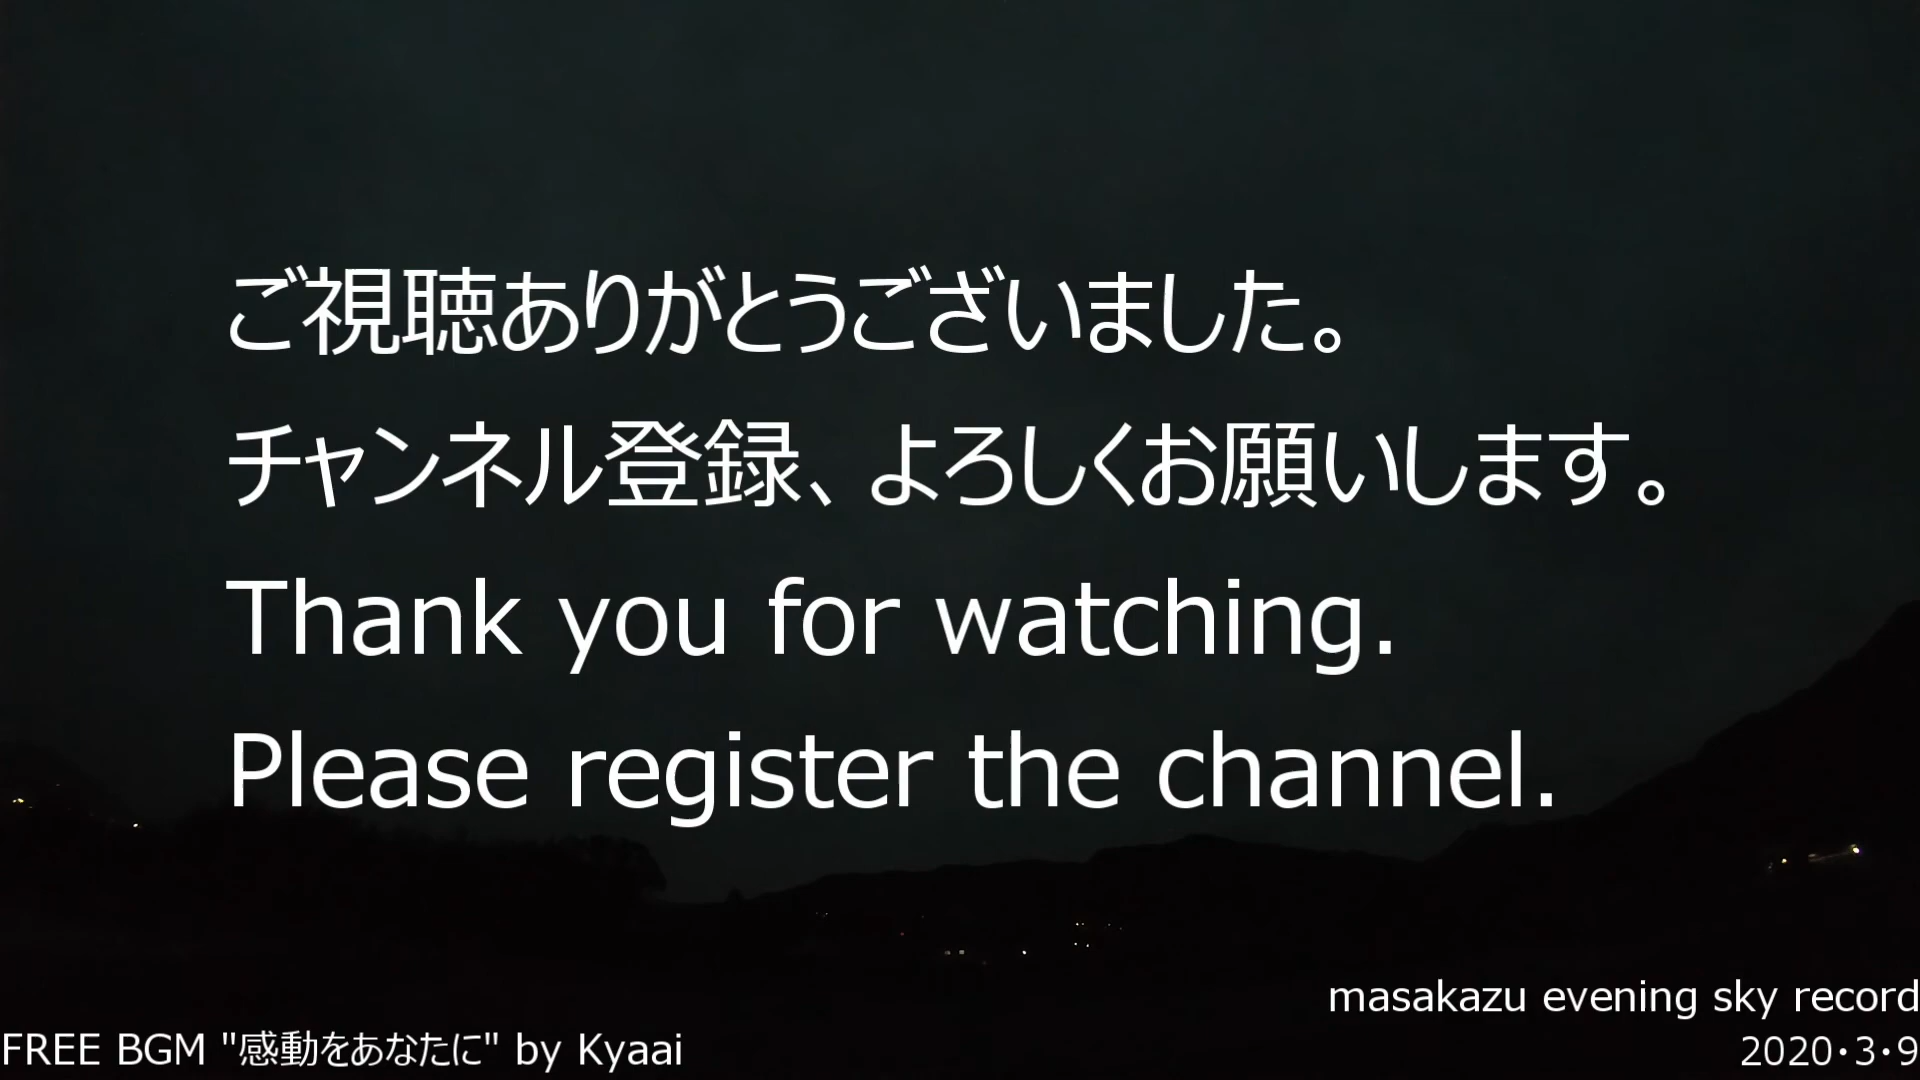 ご視聴ありがとうございました。
チャンネル登録、よろしくお願いします。
Thank you for watching.
Please register the channel.
masakazu evening sky record
FREE BGM "感動をあなたに" by Kyaai
2020・3・9